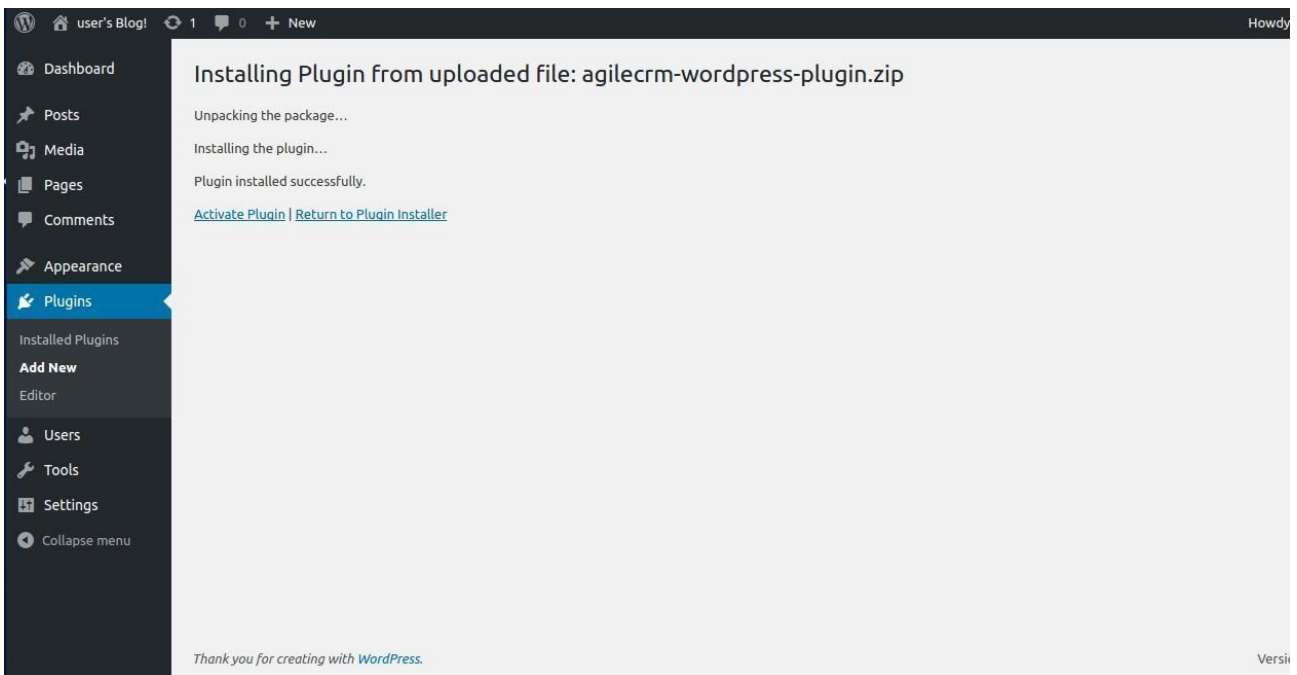 user's Blog! 1 0 + New Howdy
Dashboard
Posts
Media
Pages
Comments
Appearance
Plugins
Installed Plugins
Add New
Editor
Users
Tools
Settings
Collapse menu
Installing Plugin from uploaded file: agilecrm-wordpress-plugin.zip
Unpacking the package…
Installing the plugin…
Plugin installed successfully.
Activate Plugin | Return to Plugin Installer
Thank you for creating with WordPress. Versi